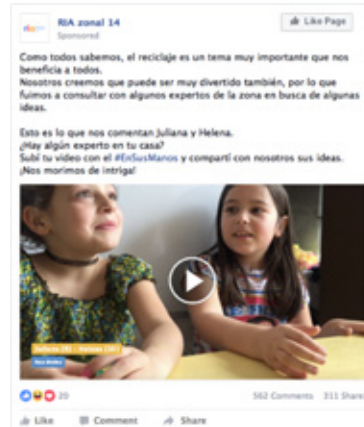 RIA zonal 14
Like Page
Sponsored
Como todos sabemos, el reciclaje es un tema muy importante que nos
beneficia a todos.
Nosotros creemos que puede ser muy divertido también, por lo que
fuimos a consultar con algunos expertos de la zona en busca de algunas
ideas.
Esto es lo que nos comentan Juliana y Helena.
¿Hay algún experto en tu casa?
Subí tu video con el #EnSusManos y compartí con nosotros sus ideas.
¡Nos morimos de intriga!
20
562 Comments 311 Share
Like Comment Share